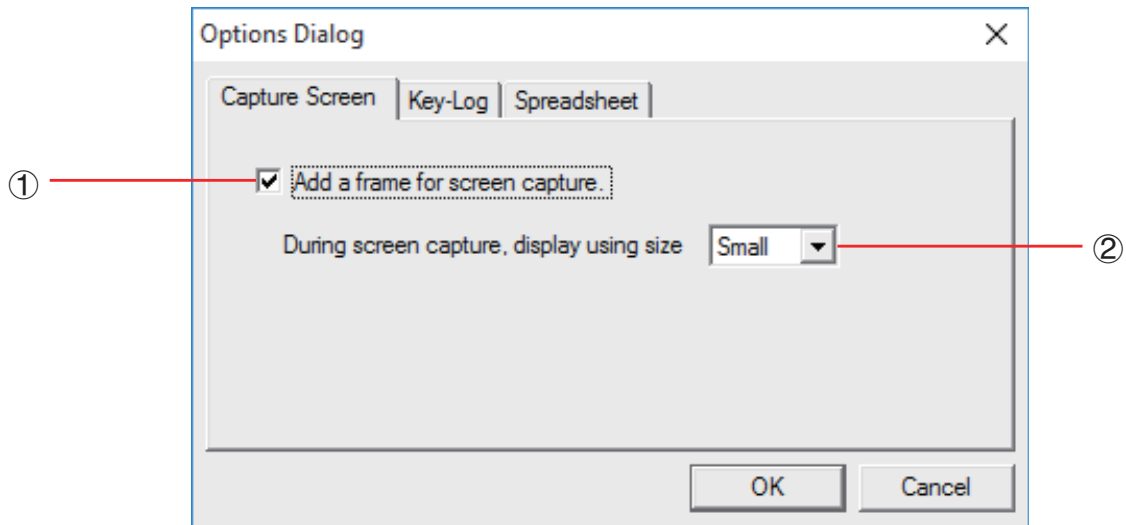 Options Dialog
Capture Screen Key-Log Spreadsheet
① Add a frame for screen capture.
During screen capture, display using size Small ②
OK Cancel